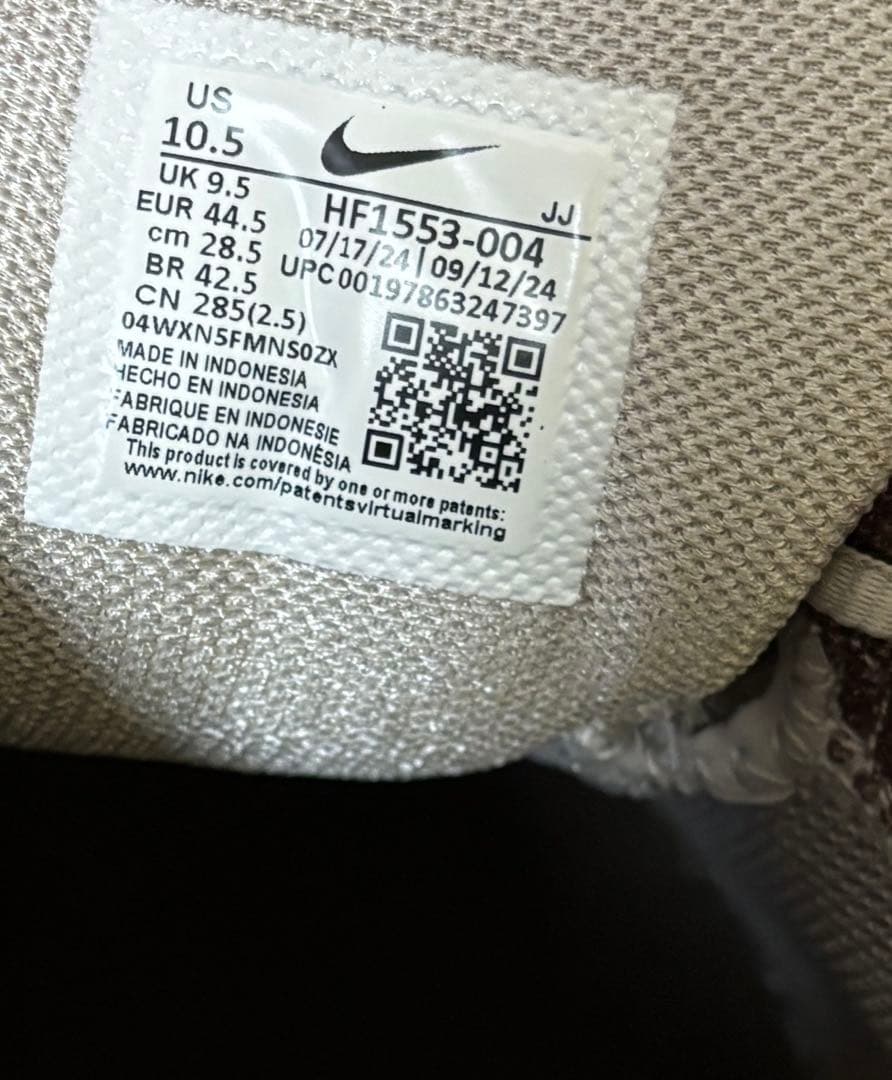 US
10.5
UK 9.5
EUR 44.5
cm 28.5
BR 42.5
CN 285(2.5)
JJ
HF1553-004
07/17/24 | 09/12/24
UPC 00197863247397
04WXN5FMNS0ZX
MADE IN INDONESIA
HECHO EN INDONESIA
FABRIQUE EN INDONESIE
FABRICADO NA INDONÉSIA
This product is covered by one or more patents:
www.nike.com/patentsvirtualmarking